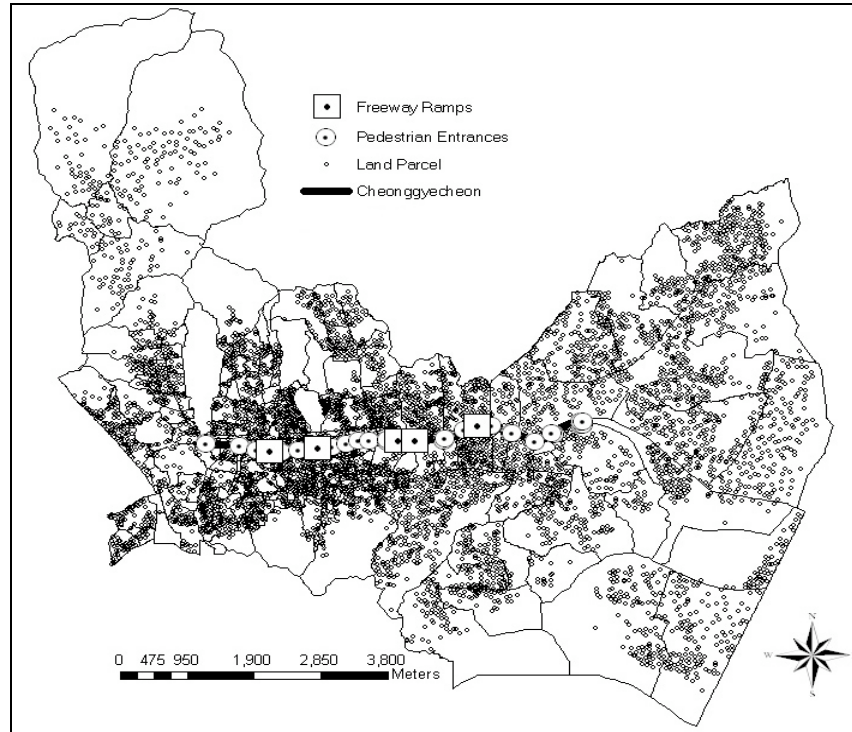 Freeway Ramps
Pedestrian Entrances
Land Parcel
Cheonggyecheon
0 475 950 1,900 2,850 3,800
Meters
N
W
S